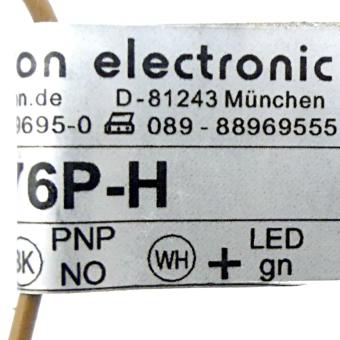 on electronic
n.de D-81243 München
9695-0 089-88969555
76P-H
BK PNP NO WH + LED gn